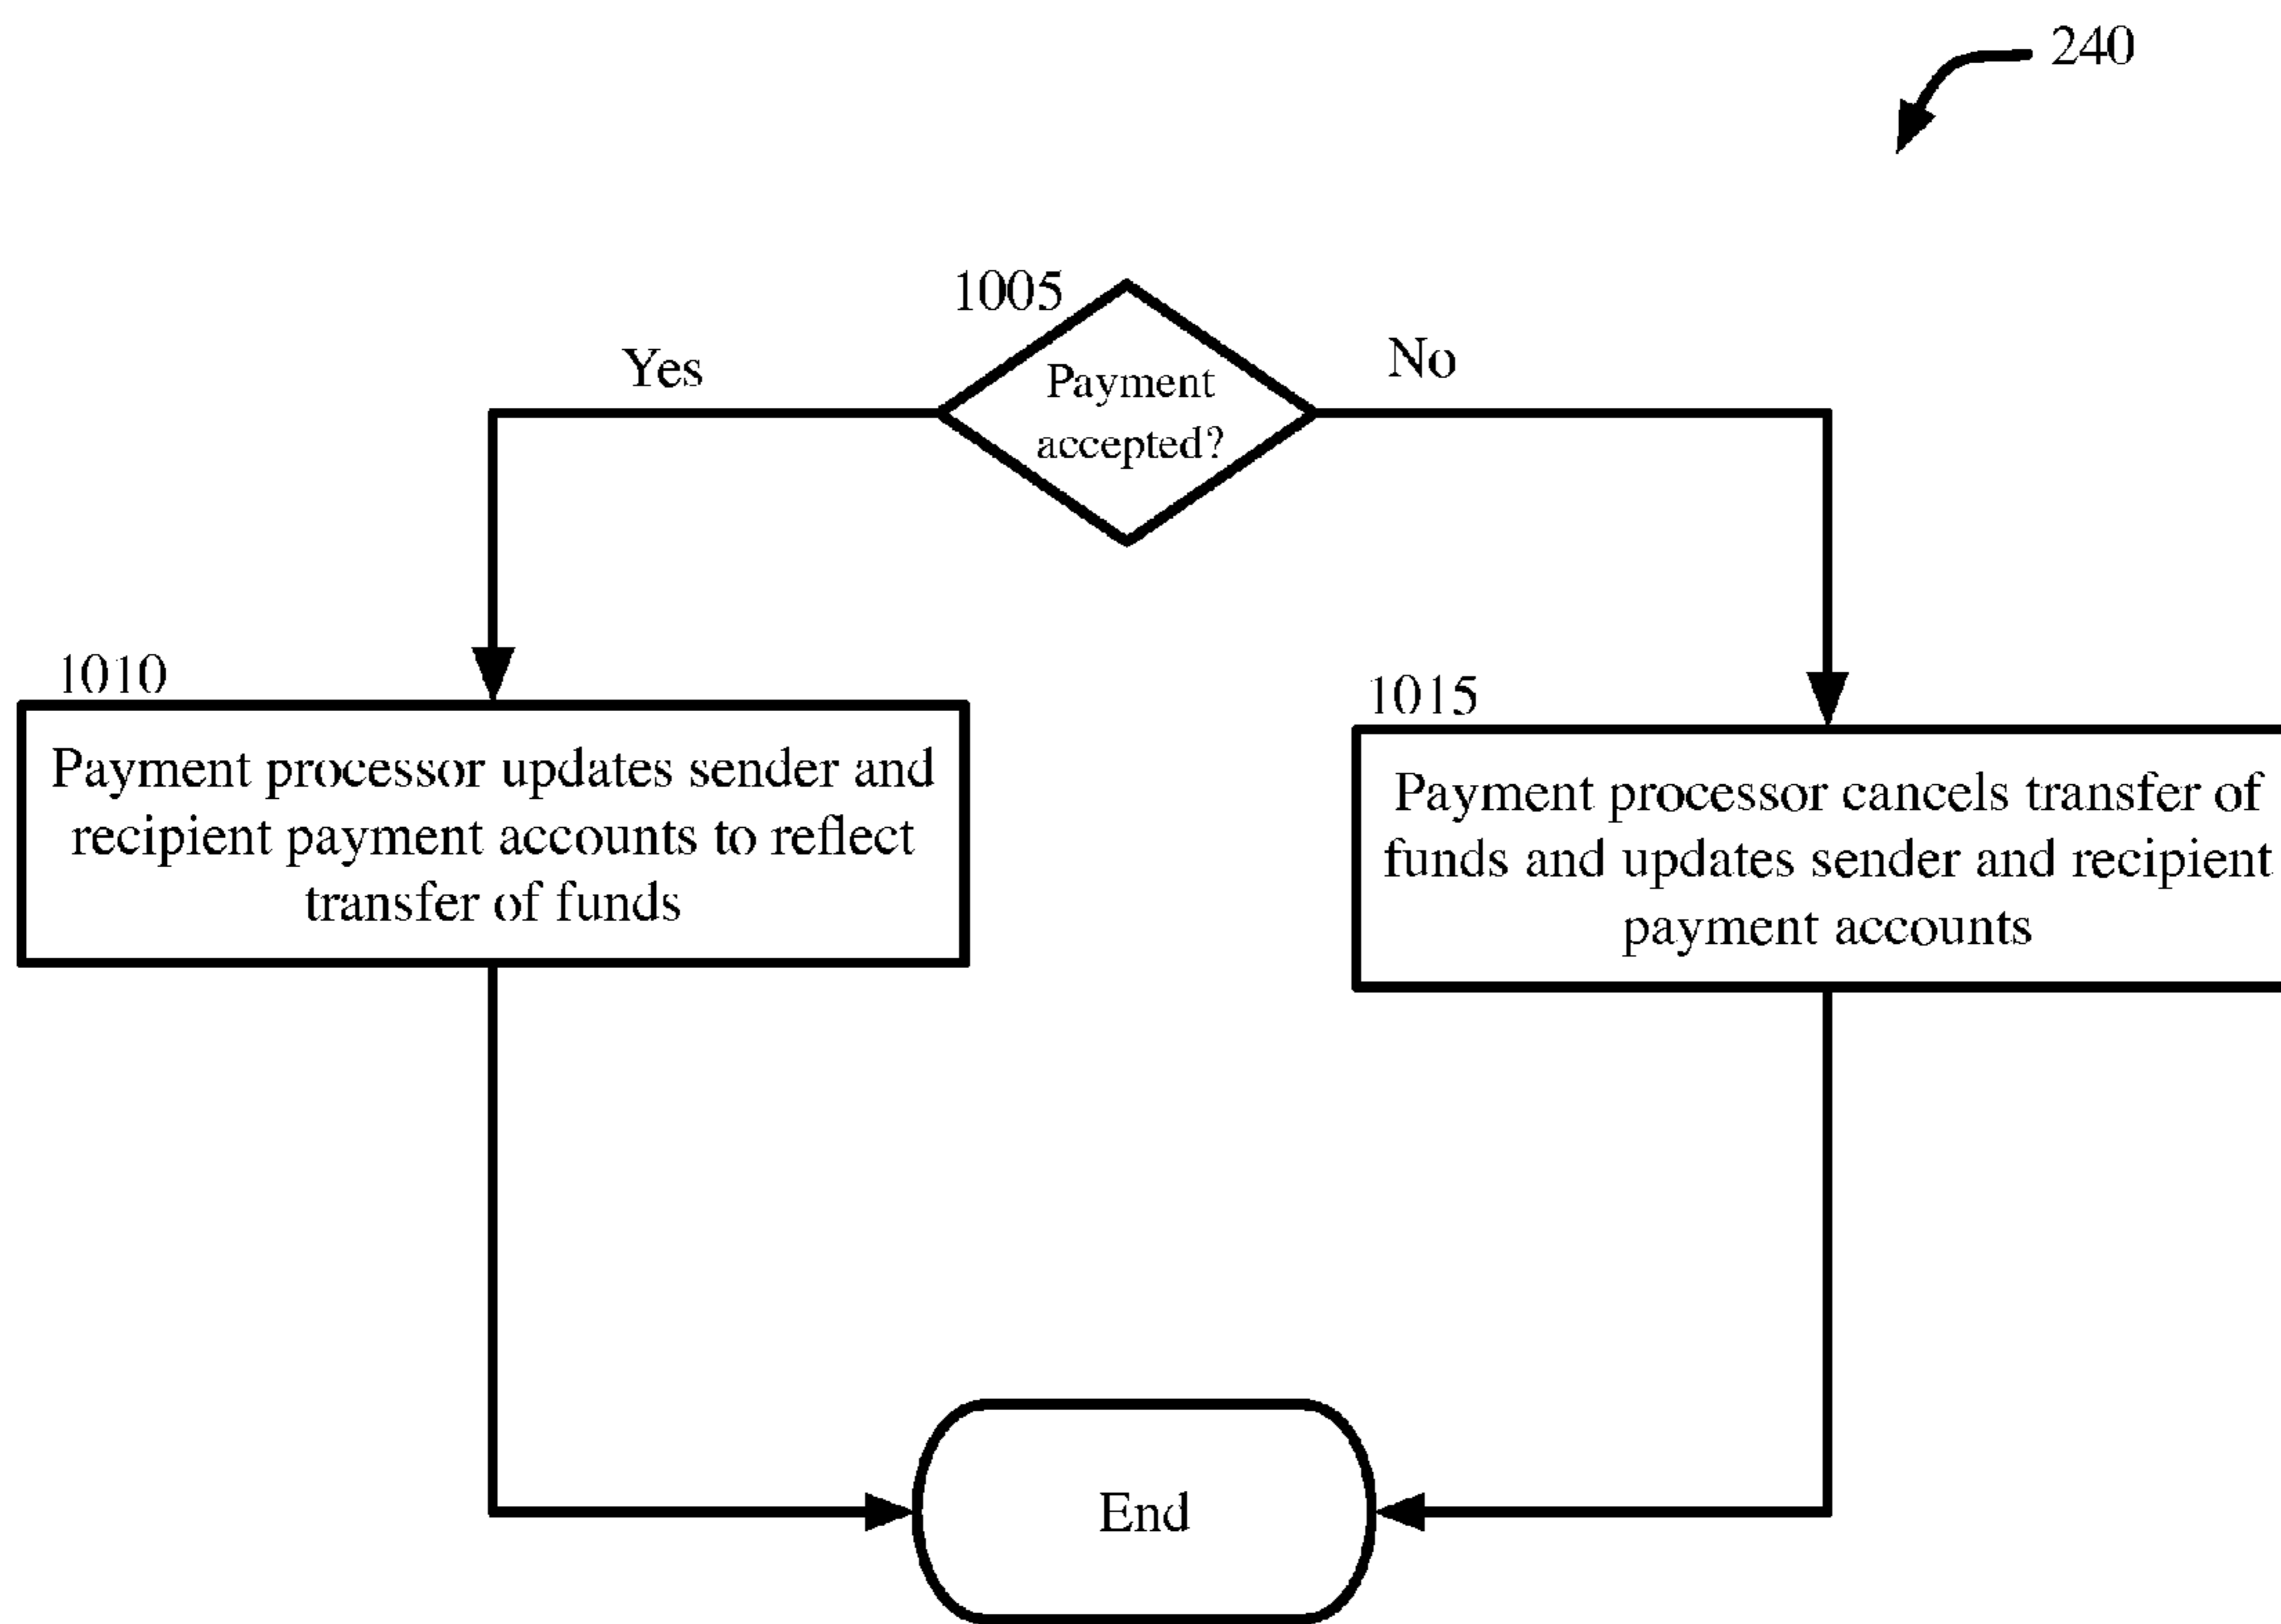 240
1005
Yes
No
Payment
accepted?
1010
Payment processor updates sender and
recipient payment accounts to reflect
transfer of funds
1015
Payment processor cancels transfer of
funds and updates sender and recipient
payment accounts
End